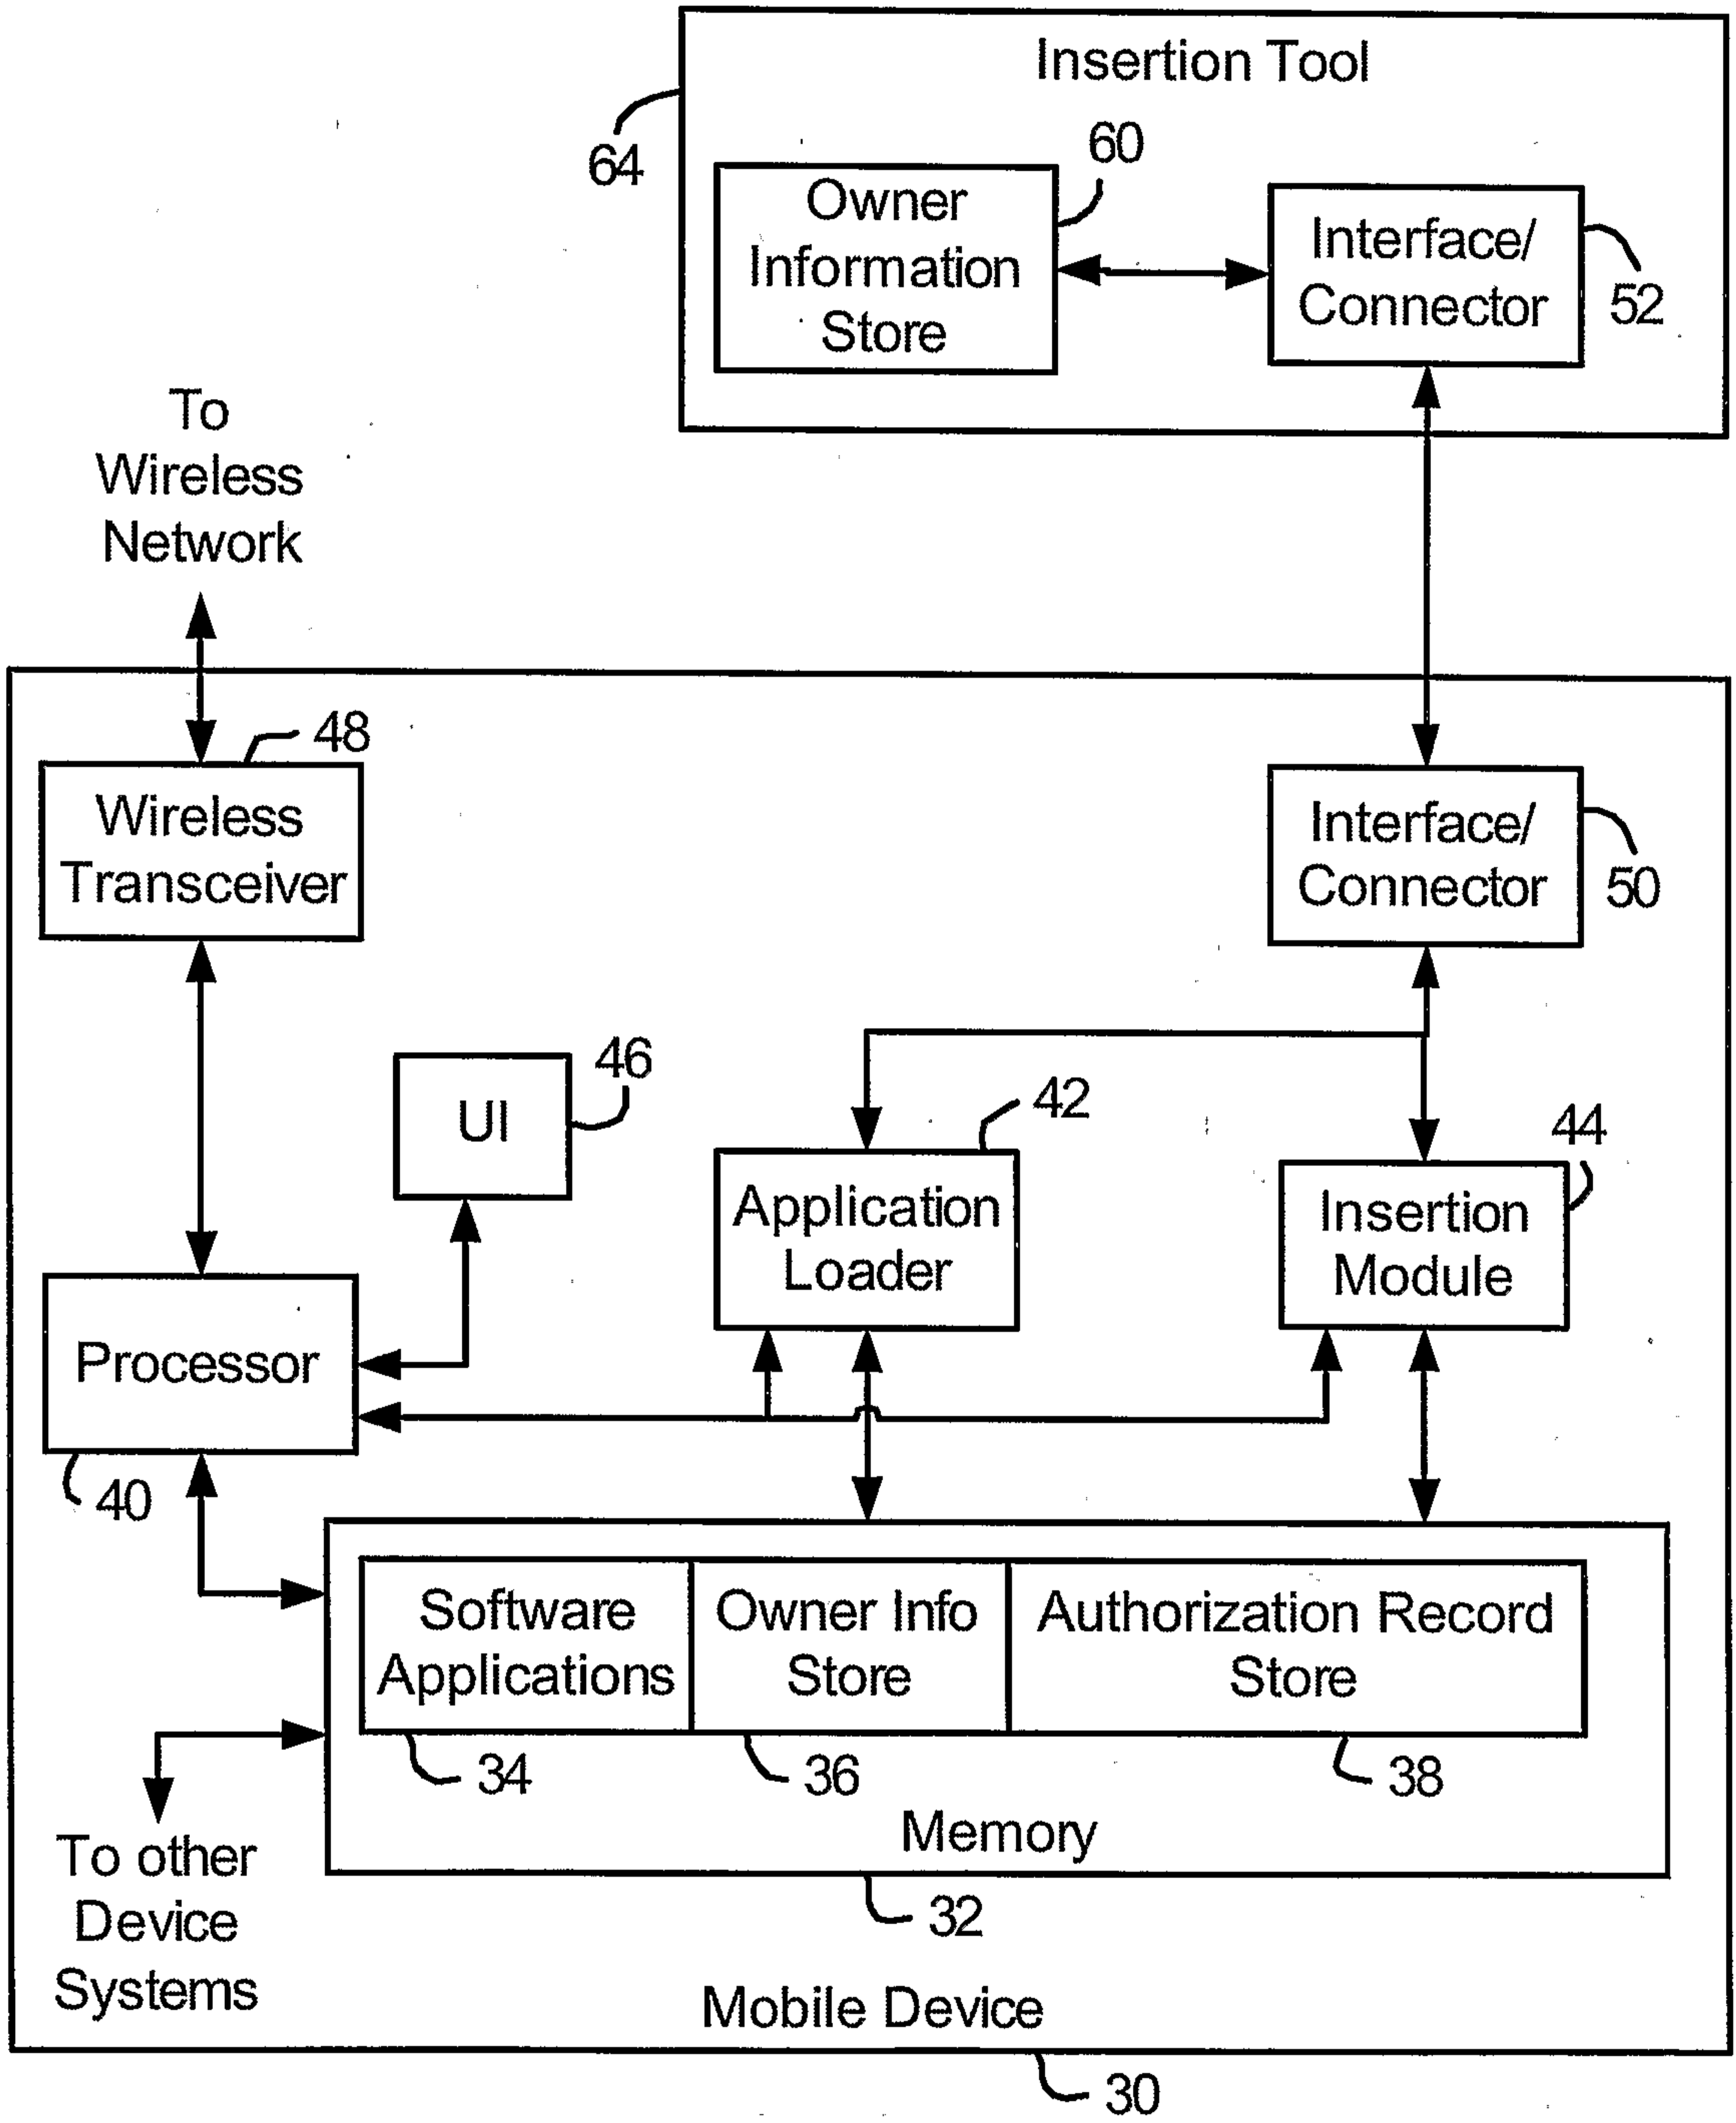 Insertion Tool
64
60
Owner
Information
Store
Interface/
Connector
52
To
Wireless
Network
48
Wireless
Transceiver
Interface/
Connector
50
UI
46
42
Application
Loader
44
Insertion
Module
Processor
40
Software
Applications
Owner Info
Store
Authorization Record
Store
34
36
38
Memory
32
To other
Device
Systems
Mobile Device
30